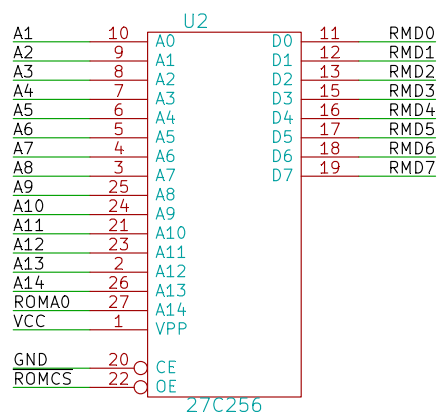 U2
A1 10 A0 D0 11 RMD0
A2 9 A1 D1 12 RMD1
A3 8 A2 D2 13 RMD2
A4 7 A3 D3 15 RMD3
A5 6 A4 D4 16 RMD4
A6 5 A5 D5 17 RMD5
A7 4 A6 D6 18 RMD6
A8 3 A7 D7 19 RMD7
A9 25 A8
A10 24 A9
A11 21 A10
A12 23 A11
A13 2 A12
A14 26 A13
ROMA0 27 A14
VCC 1 VPP
GND 20 CE
ROMCS 22 OE
27C256